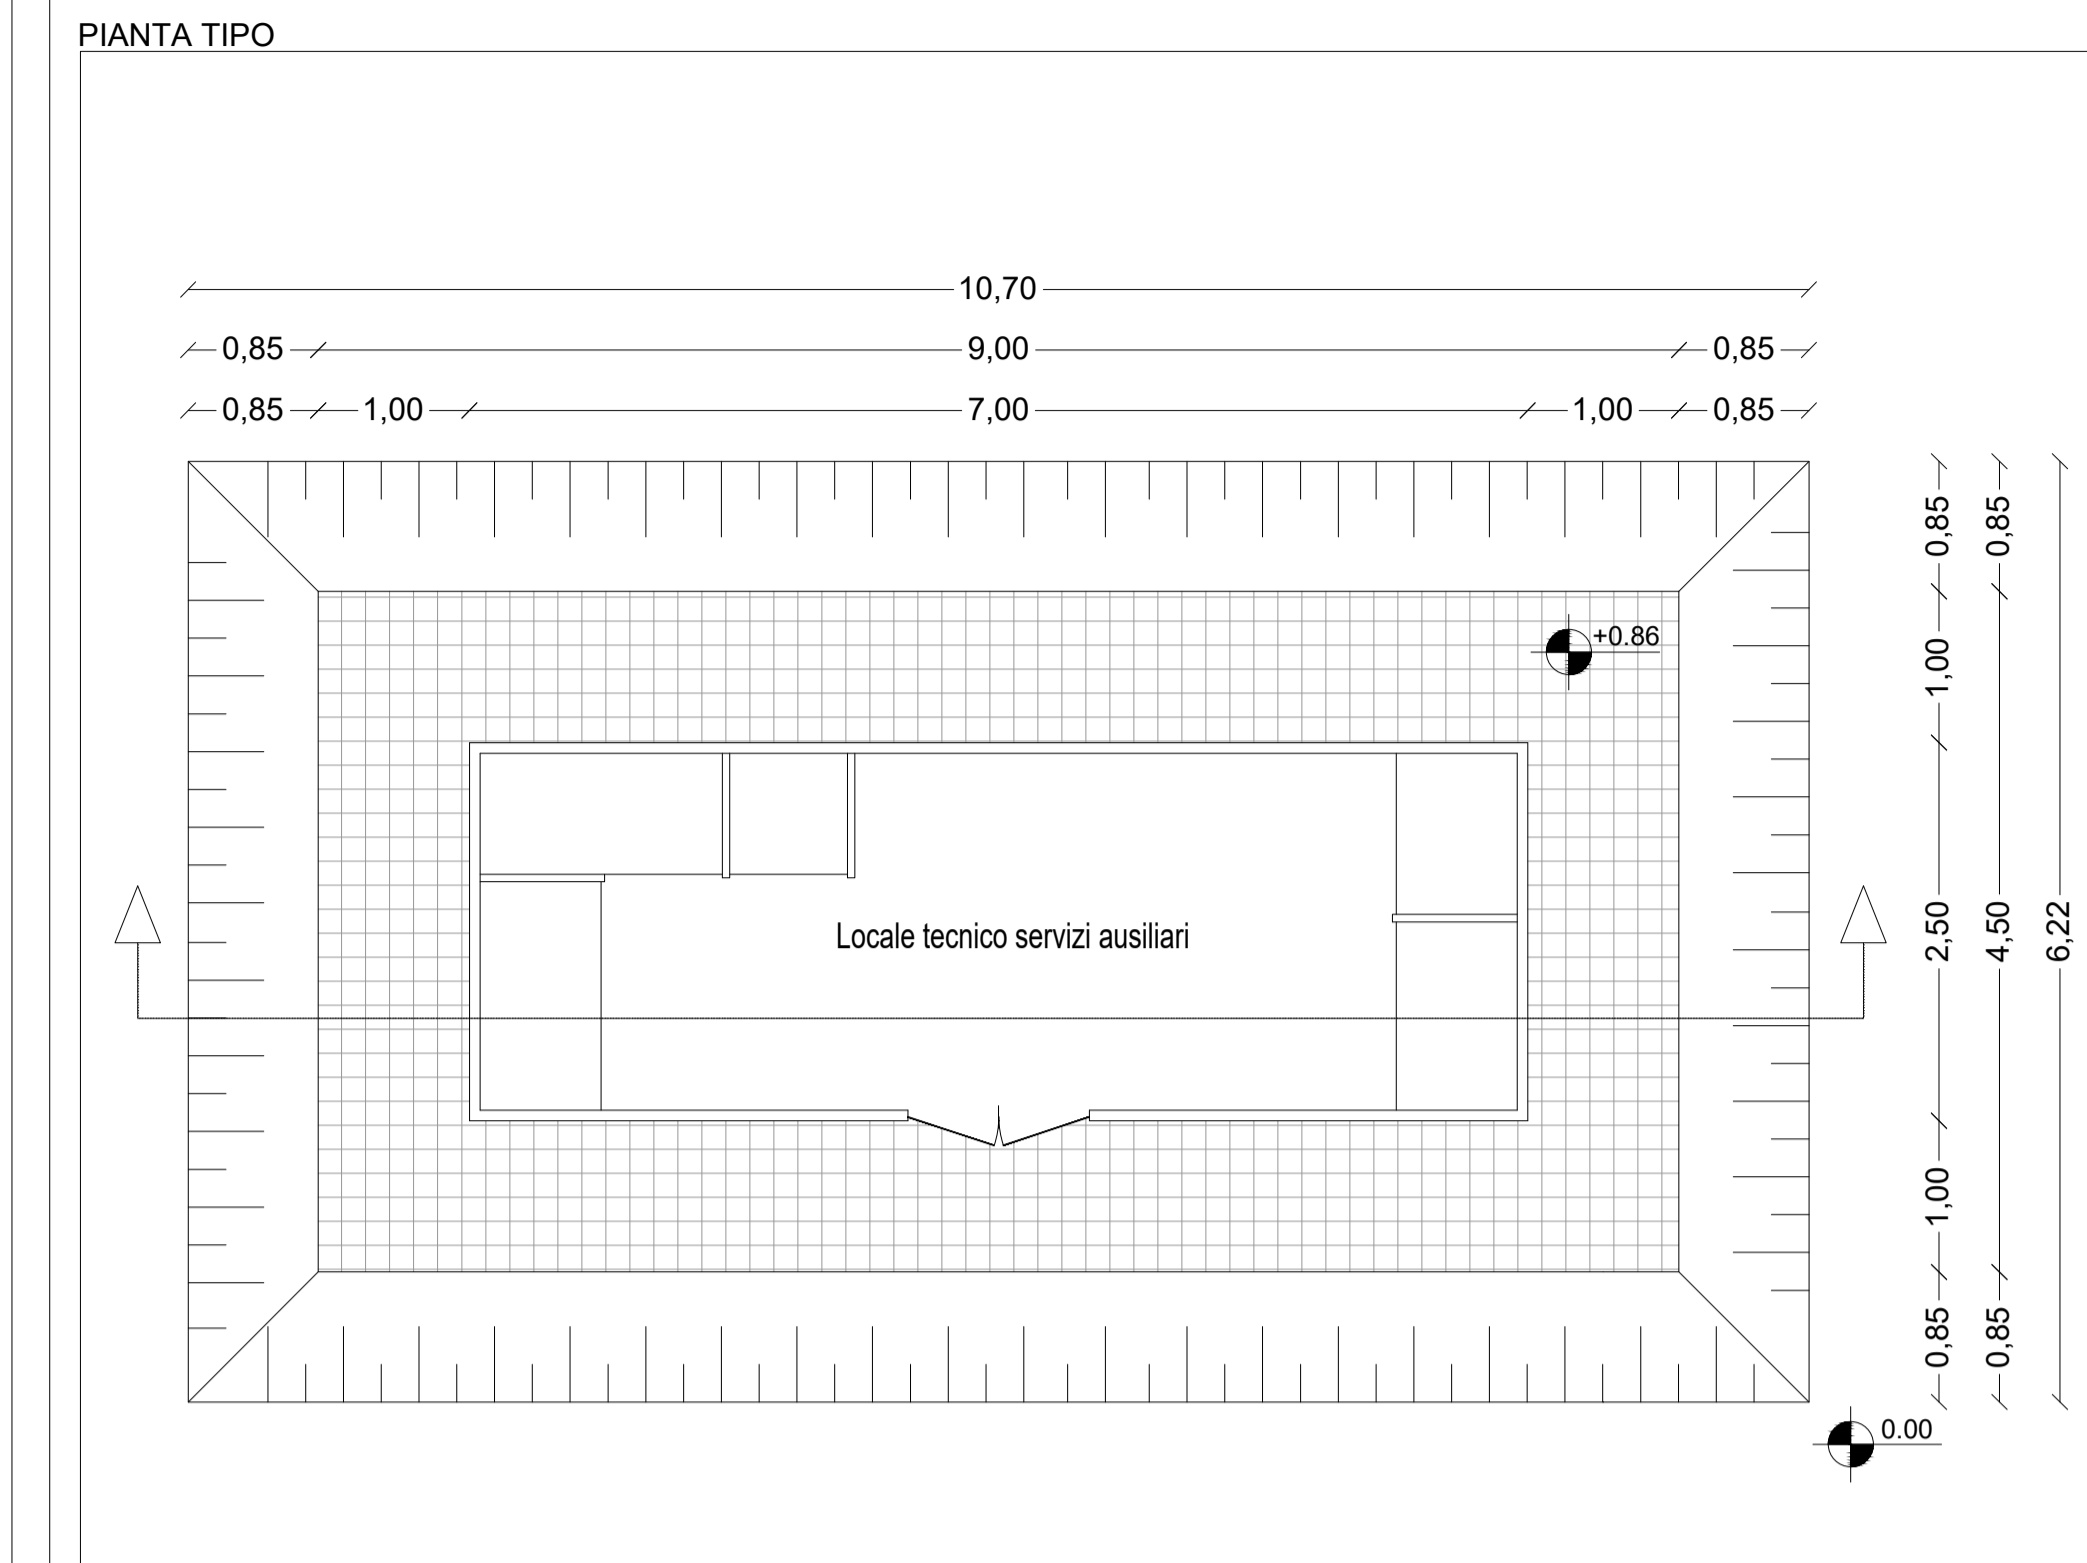 PIANTA TIPO
10,70
0,85 9,00 0,85
0,85 1,00 7,00 1,00 0,85
+0.86
Locale tecnico servizi ausiliari
0,85 1,00 2,50 1,00 0,85
0,85 4,50 0,85
6,22
0.00